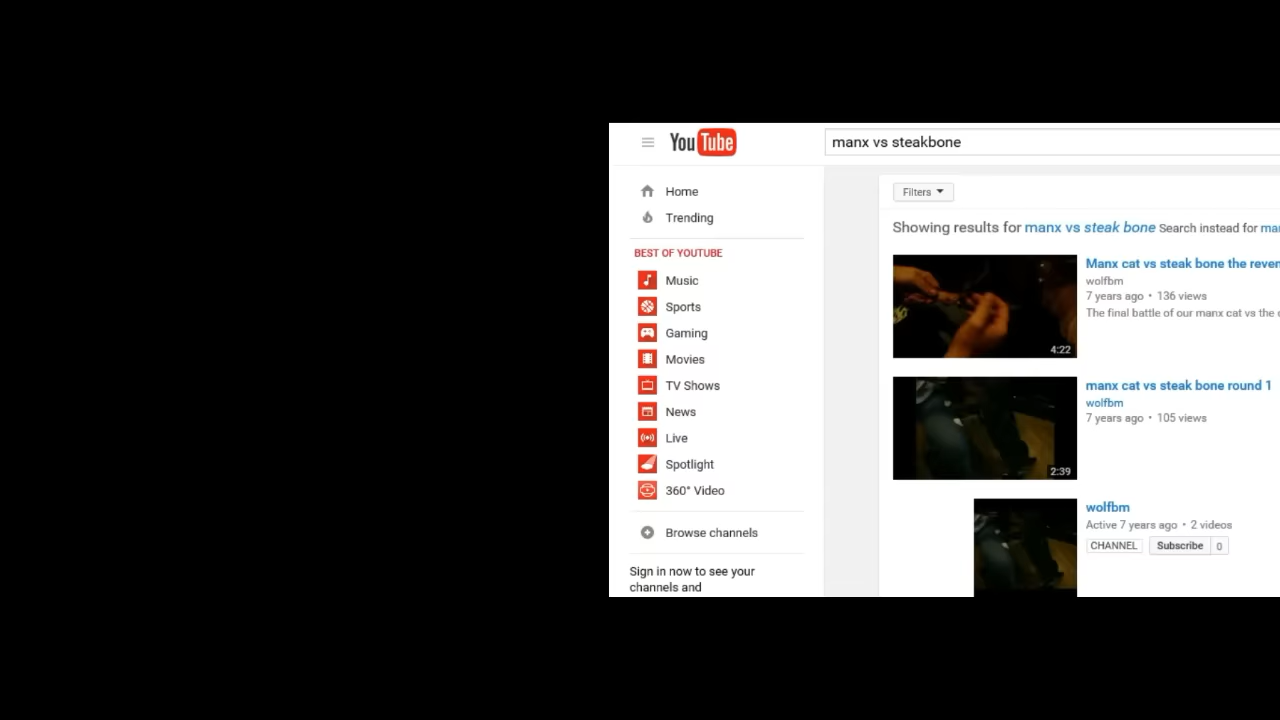 YouTube
manx vs steakbone
Home
Trending
BEST OF YOUTUBE
Music
Sports
Gaming
Movies
TV Shows
News
Live
Spotlight
360° Video
Browse channels
Sign in now to see your
channels and
Filters
Showing results for manx vs steak bone Search instead for
4:22
Manx cat vs steak bone the
wolfbm
7 years ago • 136 views
The final battle of our manx cat vs the
2:39
manx cat vs steak bone round 1
wolfbm
7 years ago • 105 views
wolfbm
Active 7 years ago • 2 videos
CHANNEL Subscribe 0